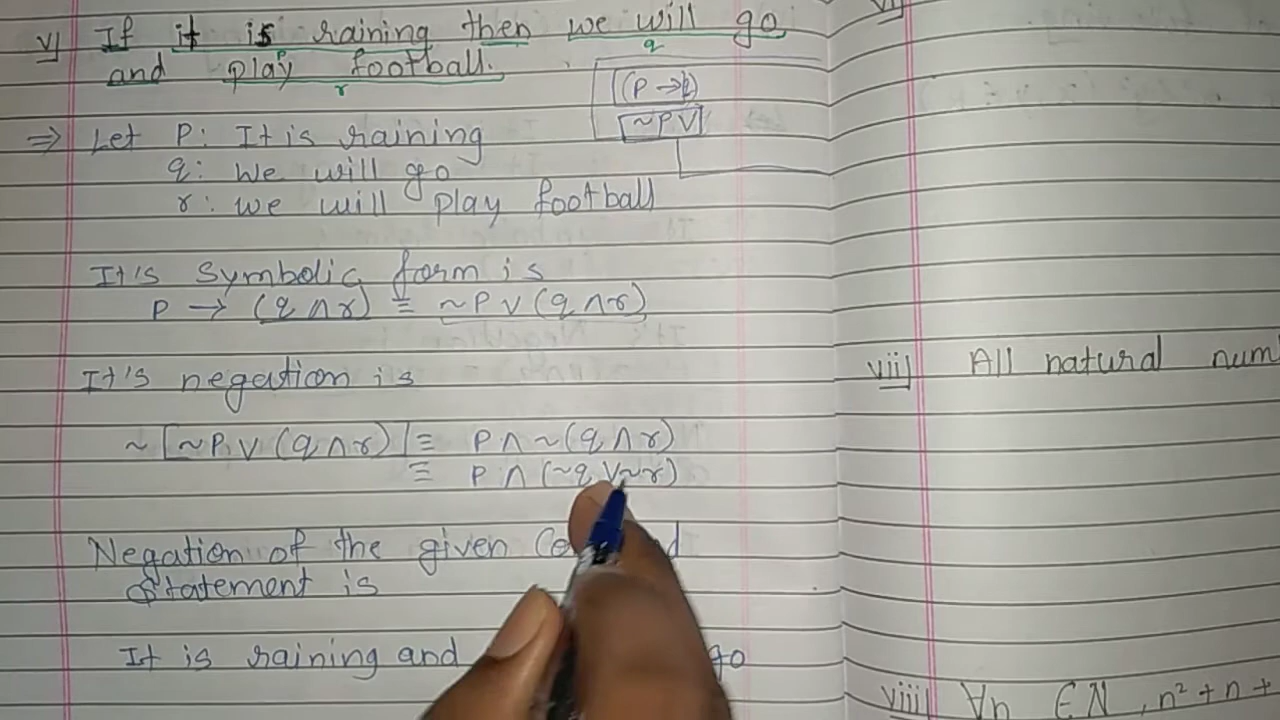 v) If it is raining then we will go
and play football.
p
q
r
(P →
~P V
⇒ Let P: It is raining
q: We will go
r: we will play football
It's Symbolic form is
P → (q ∧ r) ≡ ~P ∨ (q ∧ r)
It's negation is
~ [~P ∨ (q ∧ r)] ≡ P ∧ ~(q ∧ r)
≡ P ∧ (~q ∨ ~r)
Negation of the given
Statement is
It is raining and go
vii) All natural num
viii) ∀n ∈ N, n² + n +